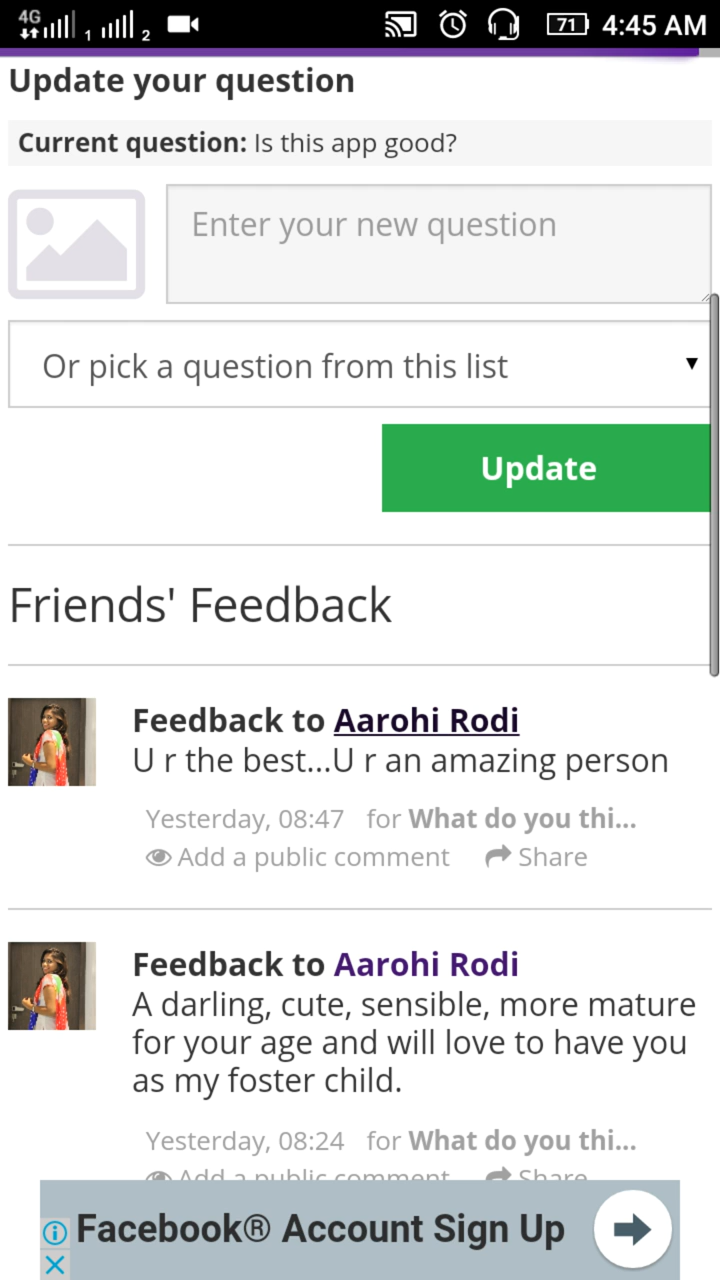 4G 1 2 71 4:45 AM
Update your question
Current question: Is this app good?
Enter your new question
Or pick a question from this list
Update
Friends' Feedback
Feedback to Aarohi Rodi
U r the best...U r an amazing person
Yesterday, 08:47 for What do you thi...
Add a public comment Share
Feedback to Aarohi Rodi
A darling, cute, sensible, more mature
for your age and will love to have you
as my foster child.
Yesterday, 08:24 for What do you thi...
Add a public comment Share
Facebook® Account Sign Up